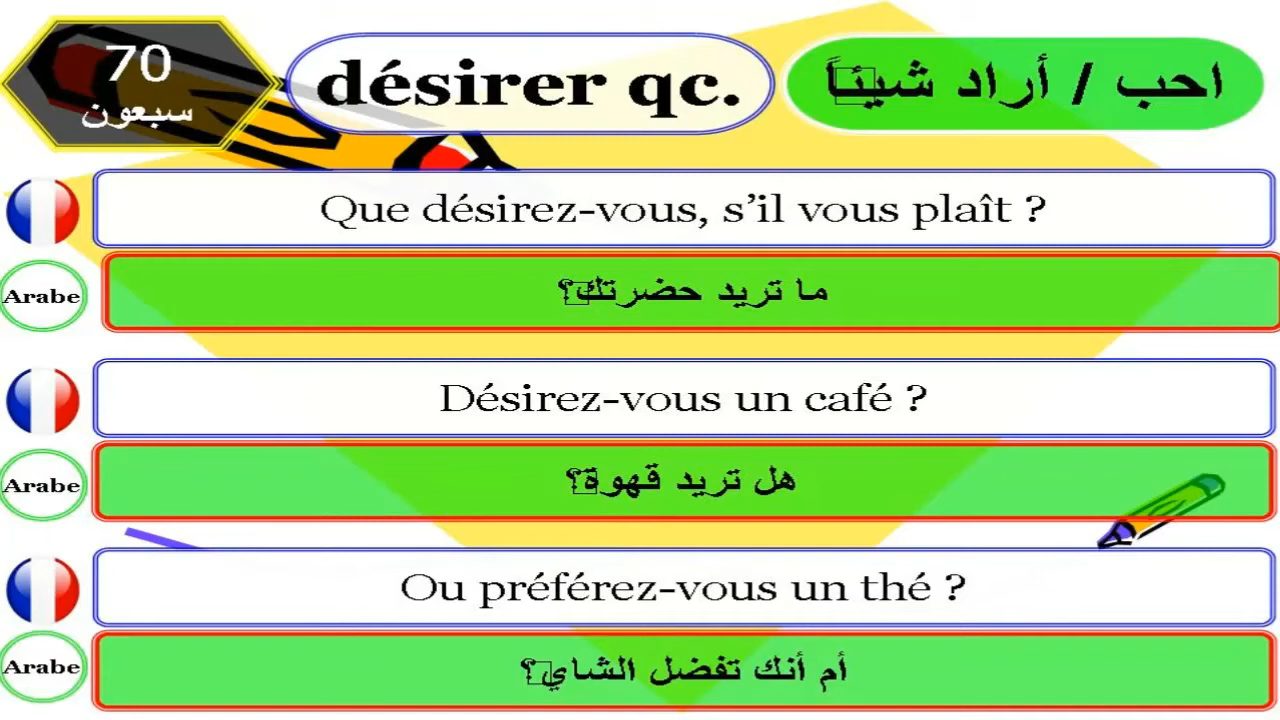 70
سبعون
désirer qc.
احب / أراد شيئاً
Que désirez-vous, s’il vous plaît ?
Arabe
ما تريد حضرتك؟
Désirez-vous un café ?
Arabe
هل تريد قهوة؟
Ou préférez-vous un thé ?
Arabe
أم أنك تفضل الشاي؟